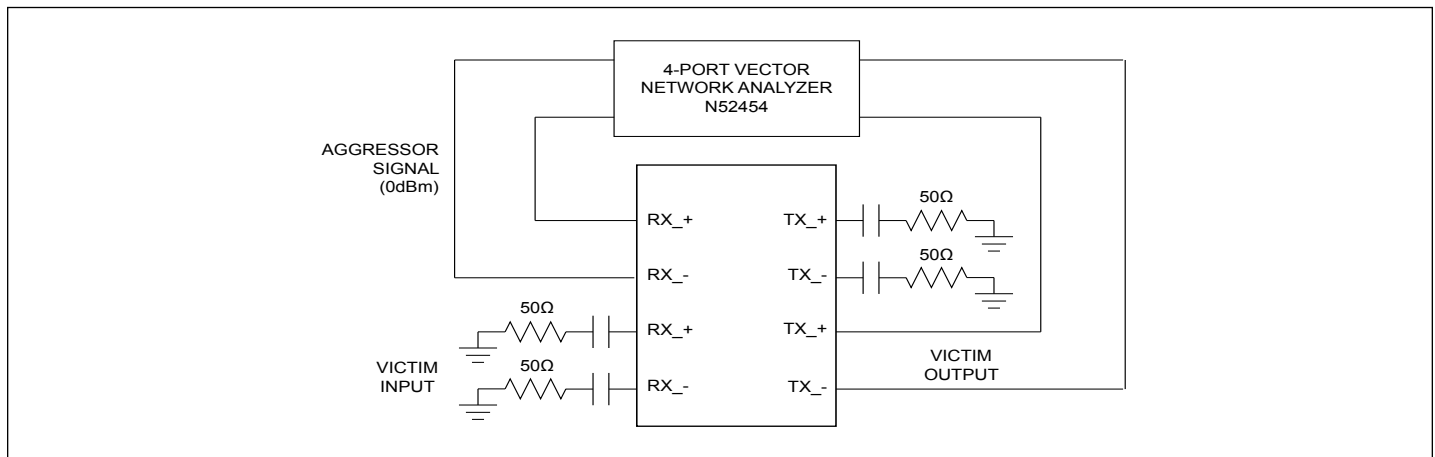 4-PORT VECTOR
NETWORK ANALYZER
N52454
AGGRESSOR
SIGNAL
(0dBm)
RX_+
TX_+
50Ω
RX_-
TX_-
50Ω
50Ω
RX_+
TX_+
VICTIM
INPUT
50Ω
RX_-
TX_-
VICTIM
OUTPUT